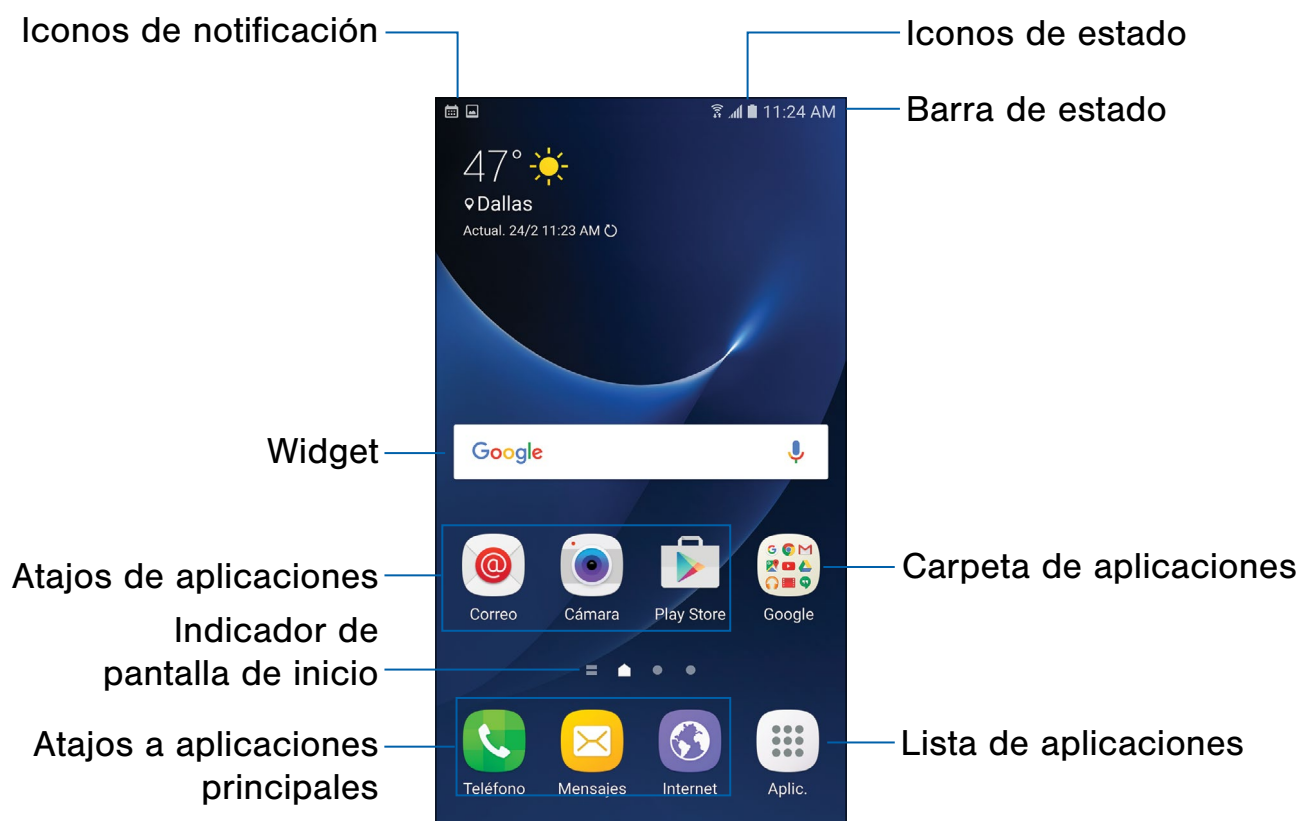 Iconos de notificación
Iconos de estado
11:24 AM
Barra de estado
47°
Dallas
Actual. 24/2 11:23 AM
Widget
Google
Atajos de aplicaciones
Carpeta de aplicaciones
Correo Cámara Play Store Google
Indicador de
pantalla de inicio
Atajos a aplicaciones
principales
Lista de aplicaciones
Teléfono Mensajes Internet Aplic.